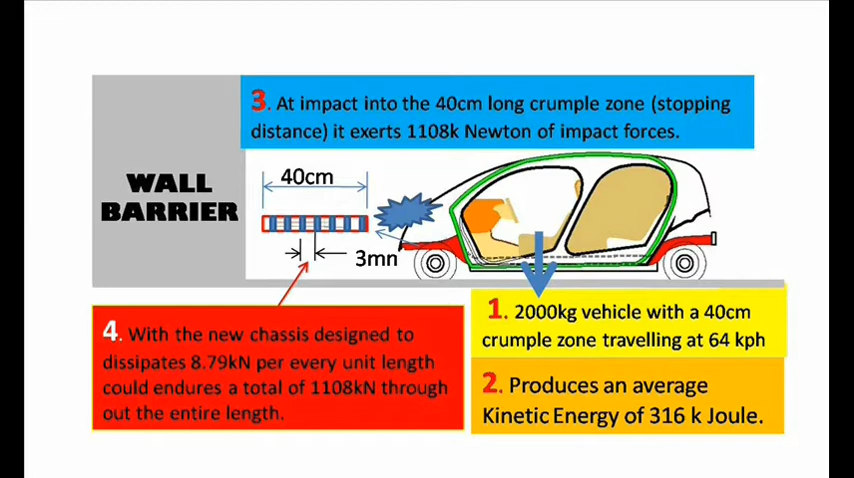 3. At impact into the 40cm long crumple zone (stopping
distance) it exerts 1108k Newton of impact forces.
WALL
BARRIER
40cm
3mn
1. 2000kg vehicle with a 40cm
crumple zone travelling at 64 kph
4. With the new chassis designed to
dissipates 8.79kN per every unit length
could endures a total of 1108kN through
out the entire length.
2. Produces an average
Kinetic Energy of 316 k Joule.